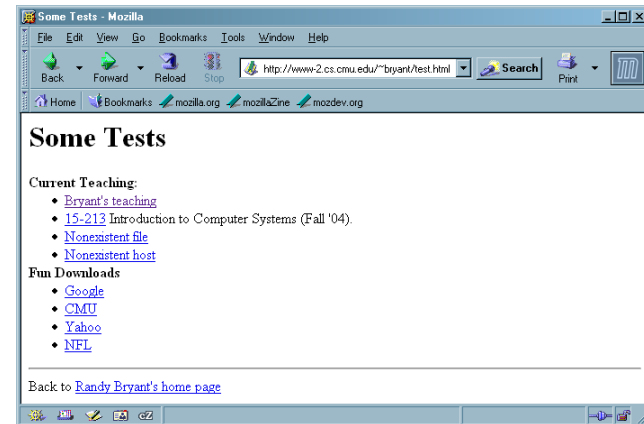 Some Tests - Mozilla
File Edit View Go Bookmarks Tools Window Help
Back Forward Reload Stop http://www-2.cs.cmu.edu/~bryant/test.html Search Print
Home Bookmarks mozilla.org mozillaZine mozdev.org
Some Tests
Current Teaching:
Bryant's teaching
15-213 Introduction to Computer Systems (Fall '04).
Nonexistent file
Nonexistent host
Fun Downloads
Google
CMU
Yahoo
NFL
Back to Randy Bryant's home page